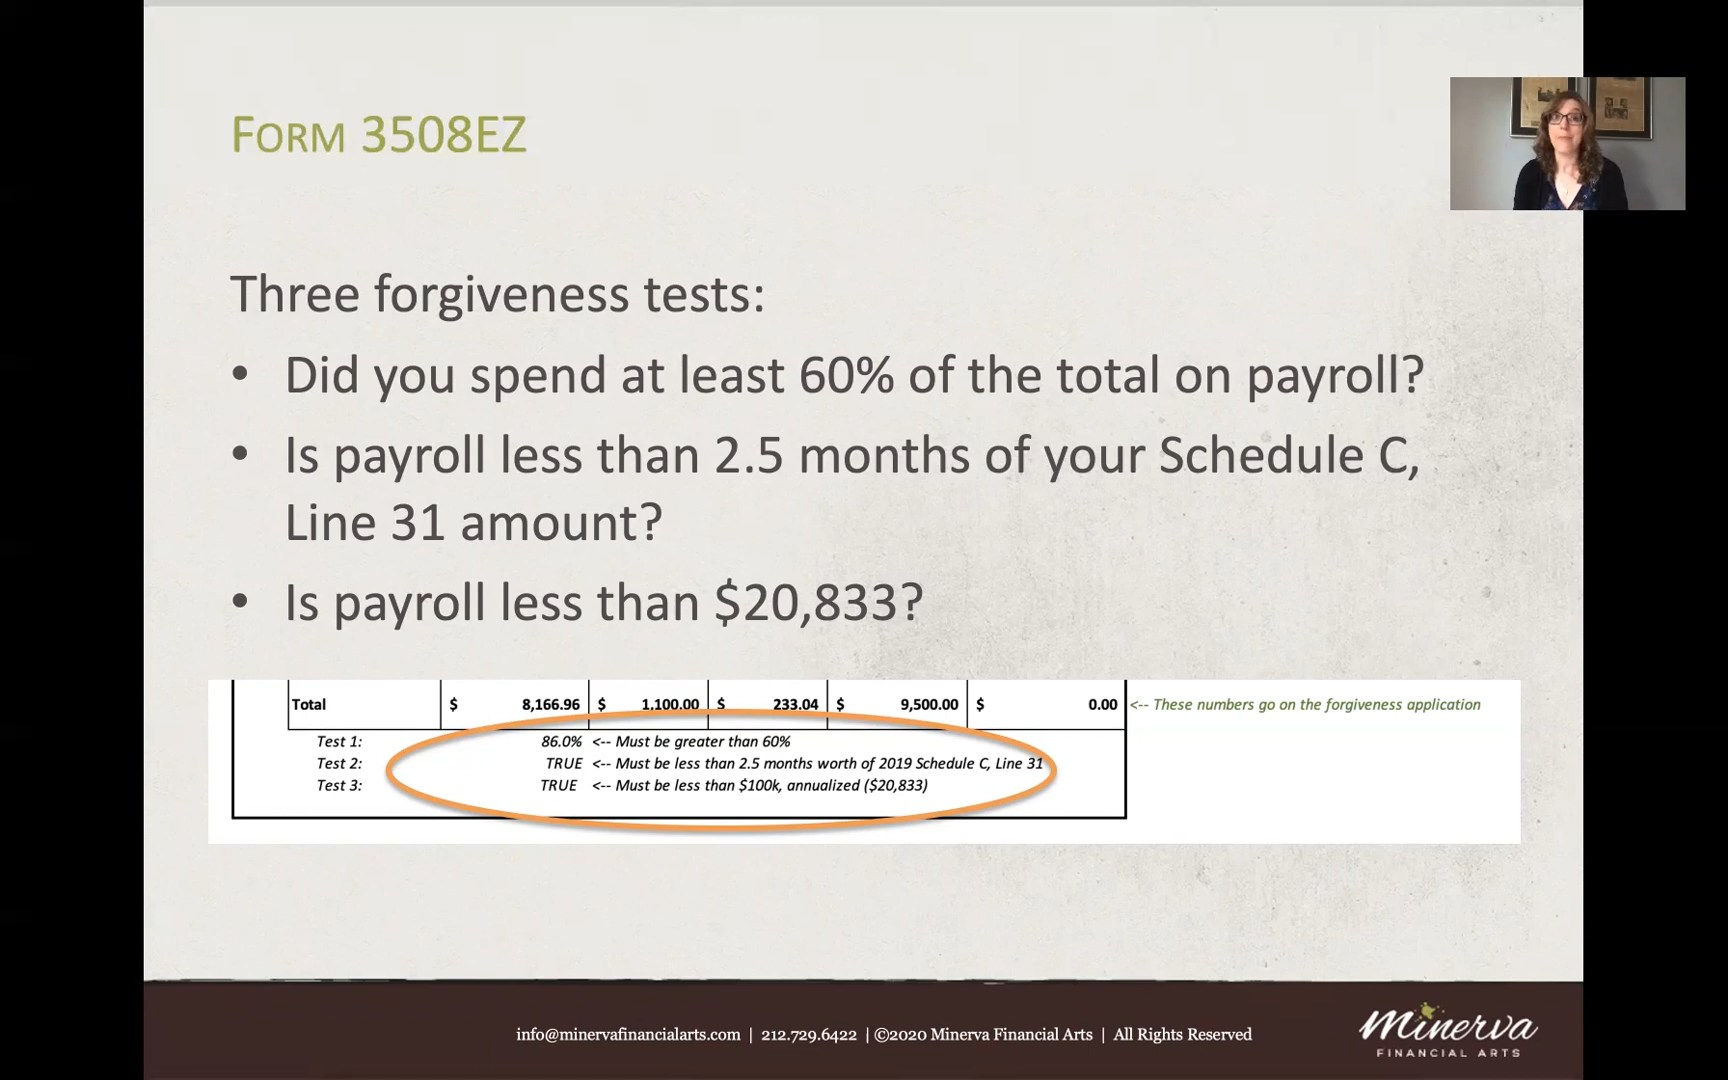 FORM 3508EZ
Three forgiveness tests:
• Did you spend at least 60% of the total on payroll?
• Is payroll less than 2.5 months of your Schedule C,
Line 31 amount?
• Is payroll less than $20,833?
Total $ 8,166.96 $ 1,100.00 $ 233.04 $ 9,500.00 $ 0.00 <-- These numbers go on the forgiveness application
Test 1: 86.0% <-- Must be greater than 60%
Test 2: TRUE <-- Must be less than 2.5 months worth of 2019 Schedule C, Line 31
Test 3: TRUE <-- Must be less than $100k, annualized ($20,833)
info@minervafinancialarts.com | 212.729.6422 | ©2020 Minerva Financial Arts | All Rights Reserved
Minerva
FINANCIAL ARTS